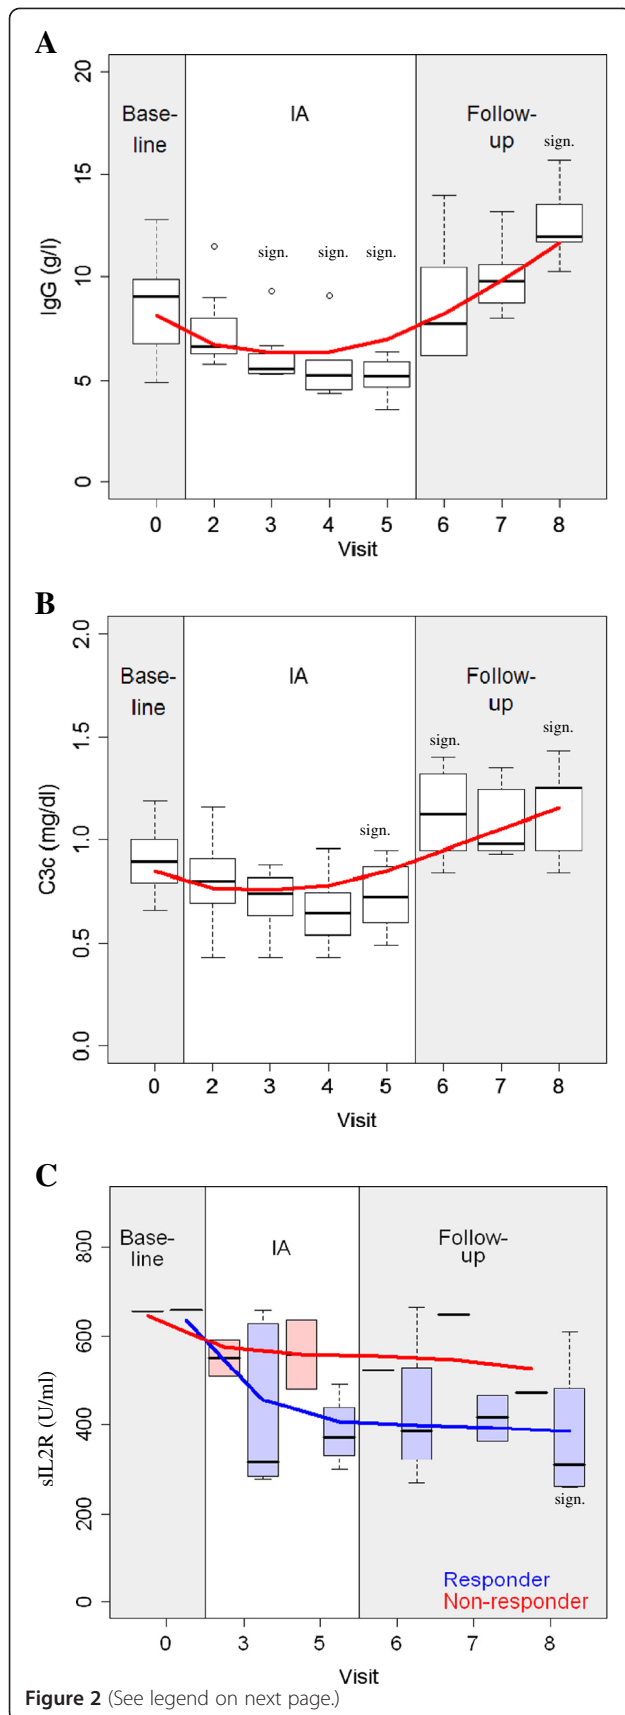 A
Base-
line
IA
Follow-
up
sign.
sign.
sign.
sign.
IgG (g/l)
20
15
10
5
0
0 2 3 4 5 6 7 8
Visit
B
Base-
line
IA
Follow-
up
sign.
sign.
sign.
C3c (mg/dl)
2.0
1.5
1.0
0.5
0.0
0 2 3 4 5 6 7 8
Visit
C
Base-
line
IA
Follow-
up
sIL2R (U/ml)
800
600
400
200
0
sign.
Responder
Non-responder
0 3 5 6 7 8
Visit
Figure 2 (See legend on next page.)